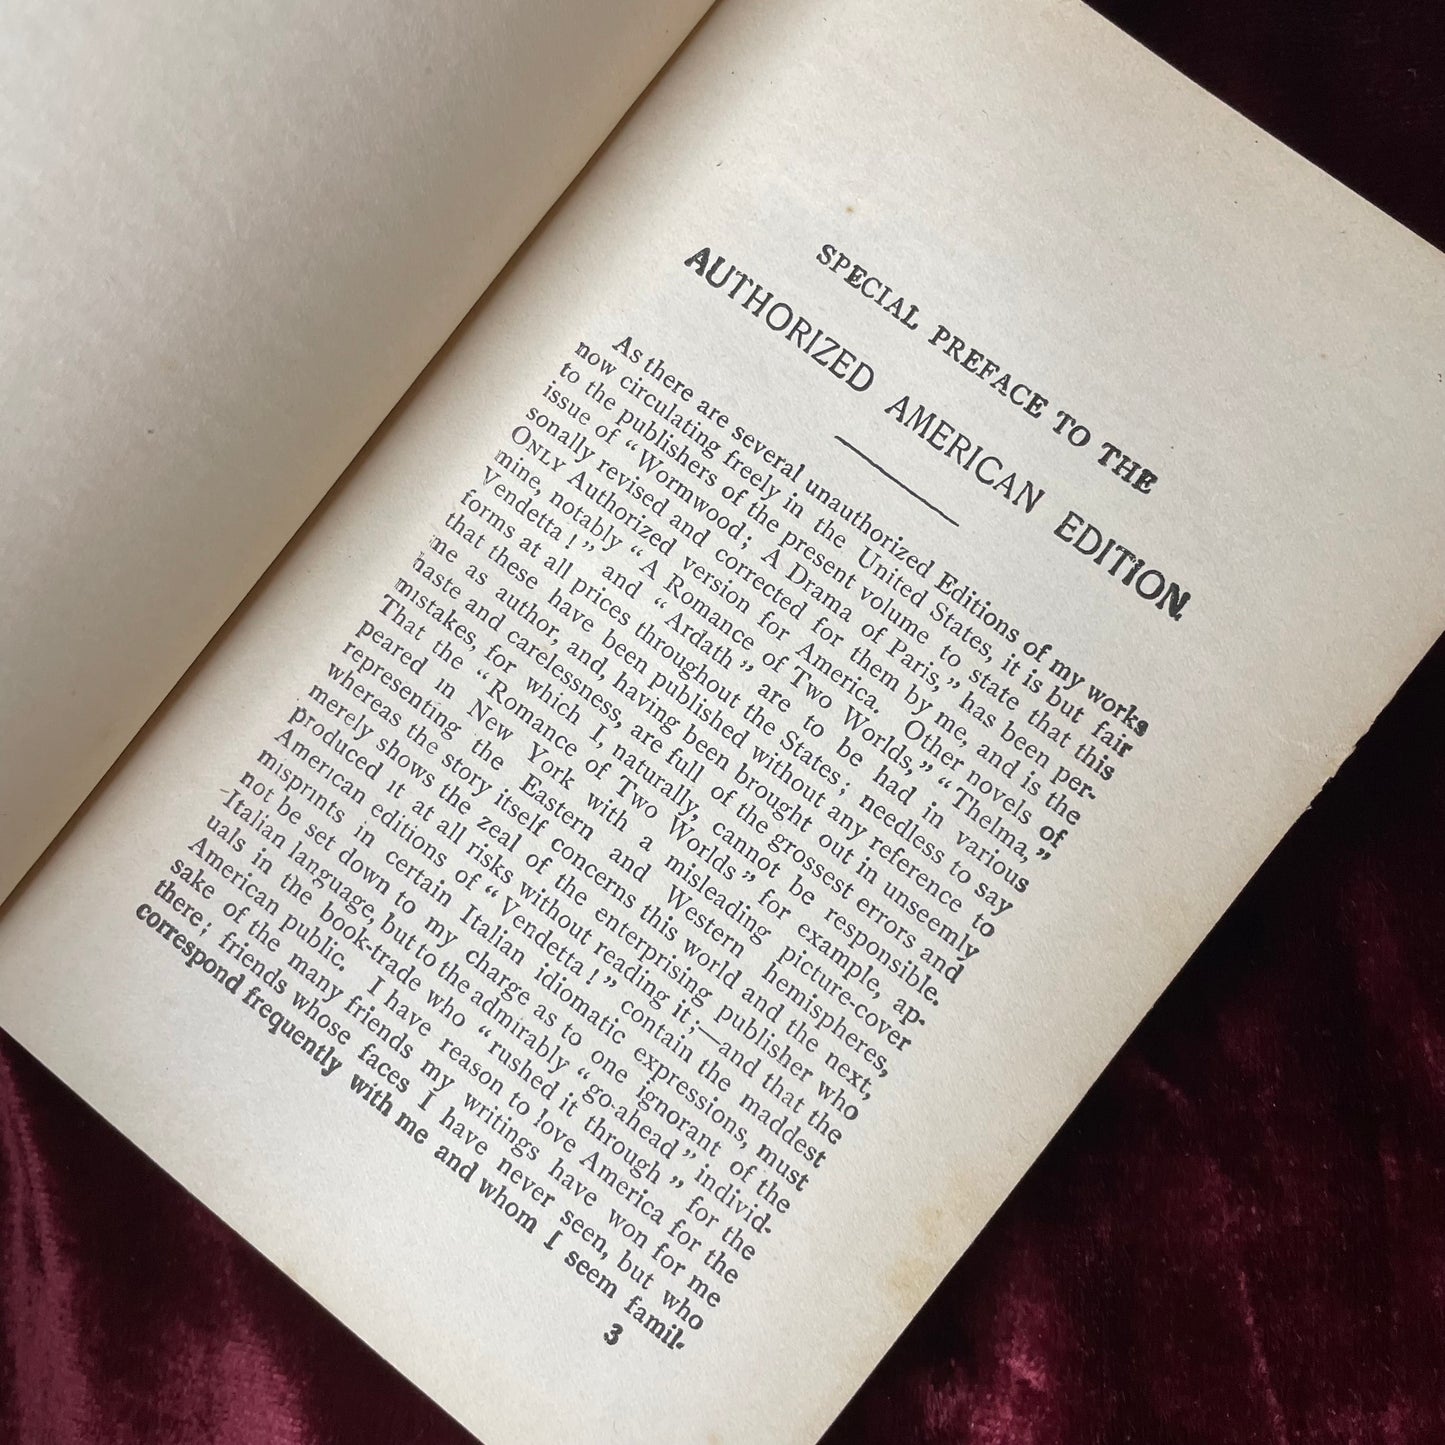 SPECIAL PREFACE TO THE
AUTHORIZED AMERICAN EDITION.
As there are several unauthorized Editions of my works
now circulating freely in the United States, it is but fair
to the publishers of the present volume to state that this
issue of “Wormwood; A Drama of Paris,” has been per-
sonally revised and corrected for them by me, and is the
ONLY Authorized version for America. Other novels of
mine, notably “A Romance of Two Worlds,” “Thelma,”
Vendetta!” and “Ardath” are to be had in various
forms at all prices throughout the States; needless to say
that these have been published without any reference to
me as author, and, having been brought out in unseemly
haste and carelessness, are full of the grossest errors and
mistakes, for which I, naturally, cannot be responsible.
That the “Romance of Two Worlds” for example, ap-
peared in New York with a misleading picture-cover
representing the Eastern and Western hemispheres,
whereas the story itself concerns this world and the next,
merely shows the zeal of the enterprising publisher who
produced it at all risks without reading it;—and that the
American editions of “Vendetta!” contain the maddest
misprints in certain Italian idiomatic expressions, must
not be set down to my charge as to one ignorant of the
Italian language, but to the admirably “go-ahead” individ-
uals in the book-trade who “rushed it through” for the
American public. I have reason to love America for the
sake of the many friends my writings have won for me
there; friends whose faces I have never seen, but who
correspond frequently with me and whom I seem famil-
3